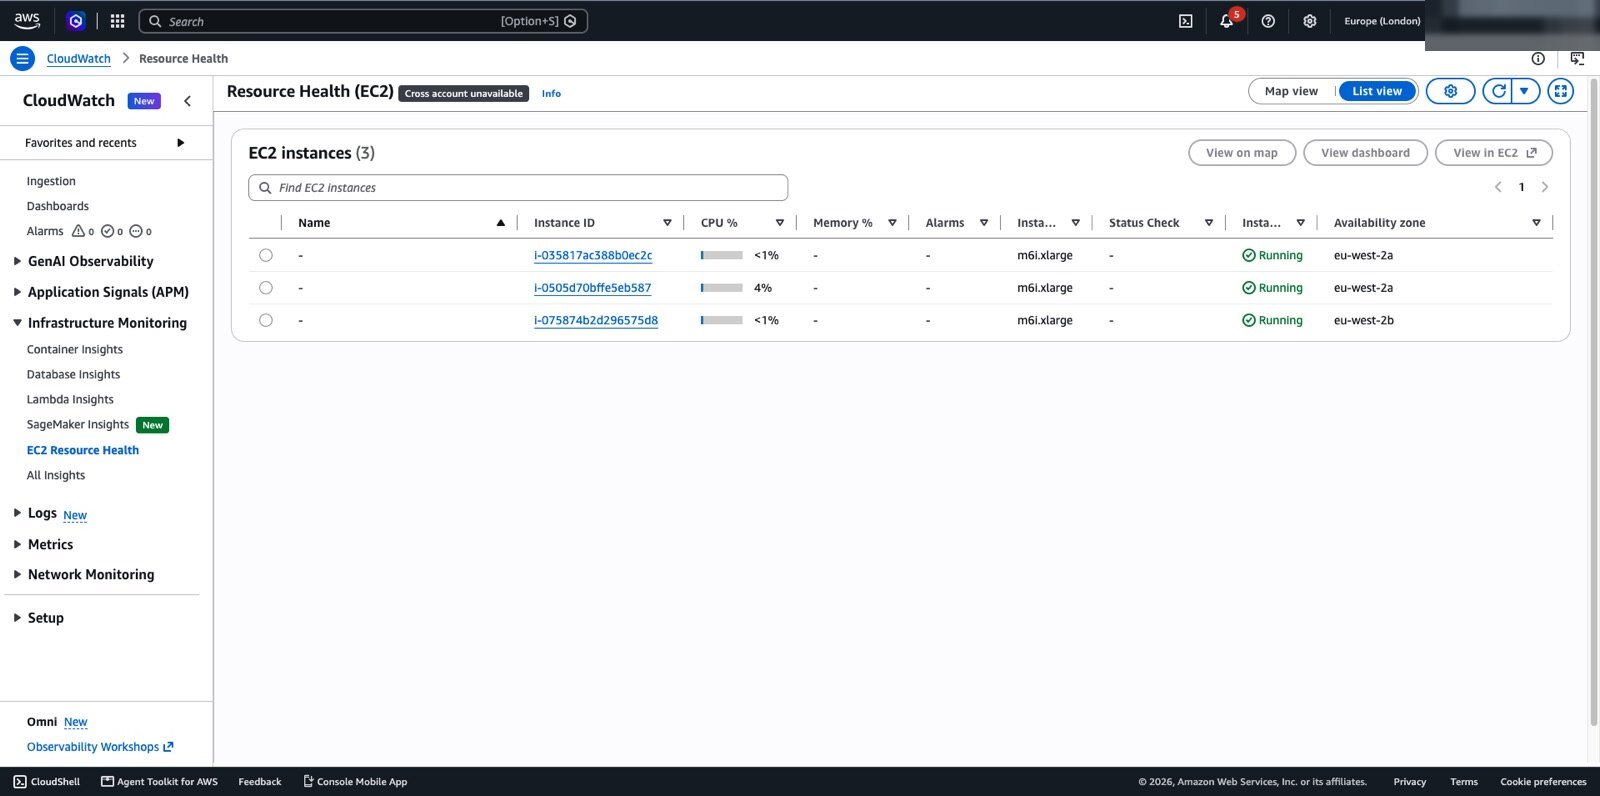 aws
Search [Option+S]
5
Europe (London)
CloudWatch > Resource Health
CloudWatch New
Favorites and recents
Ingestion
Dashboards
Alarms 0 0 0
GenAI Observability
Application Signals (APM)
Infrastructure Monitoring
Container Insights
Database Insights
Lambda Insights
SageMaker Insights New
EC2 Resource Health
All Insights
Logs New
Metrics
Network Monitoring
Setup
Omni New
Observability Workshops
Resource Health (EC2) Cross account unavailable Info
Map view List view
EC2 instances (3)
View on map View dashboard View in EC2
Find EC2 instances
1
Name Instance ID CPU % Memory % Alarms Insta... Status Check Insta... Availability zone
- i-035817ac388b0ec2c <1% - - m6i.xlarge - Running eu-west-2a
- i-0505d70bffe5eb587 4% - - m6i.xlarge - Running eu-west-2a
- i-075874b2d296575d8 <1% - - m6i.xlarge - Running eu-west-2b
CloudShell Agent Toolkit for AWS Feedback Console Mobile App
© 2026, Amazon Web Services, Inc. or its affiliates. Privacy Terms Cookie preferences